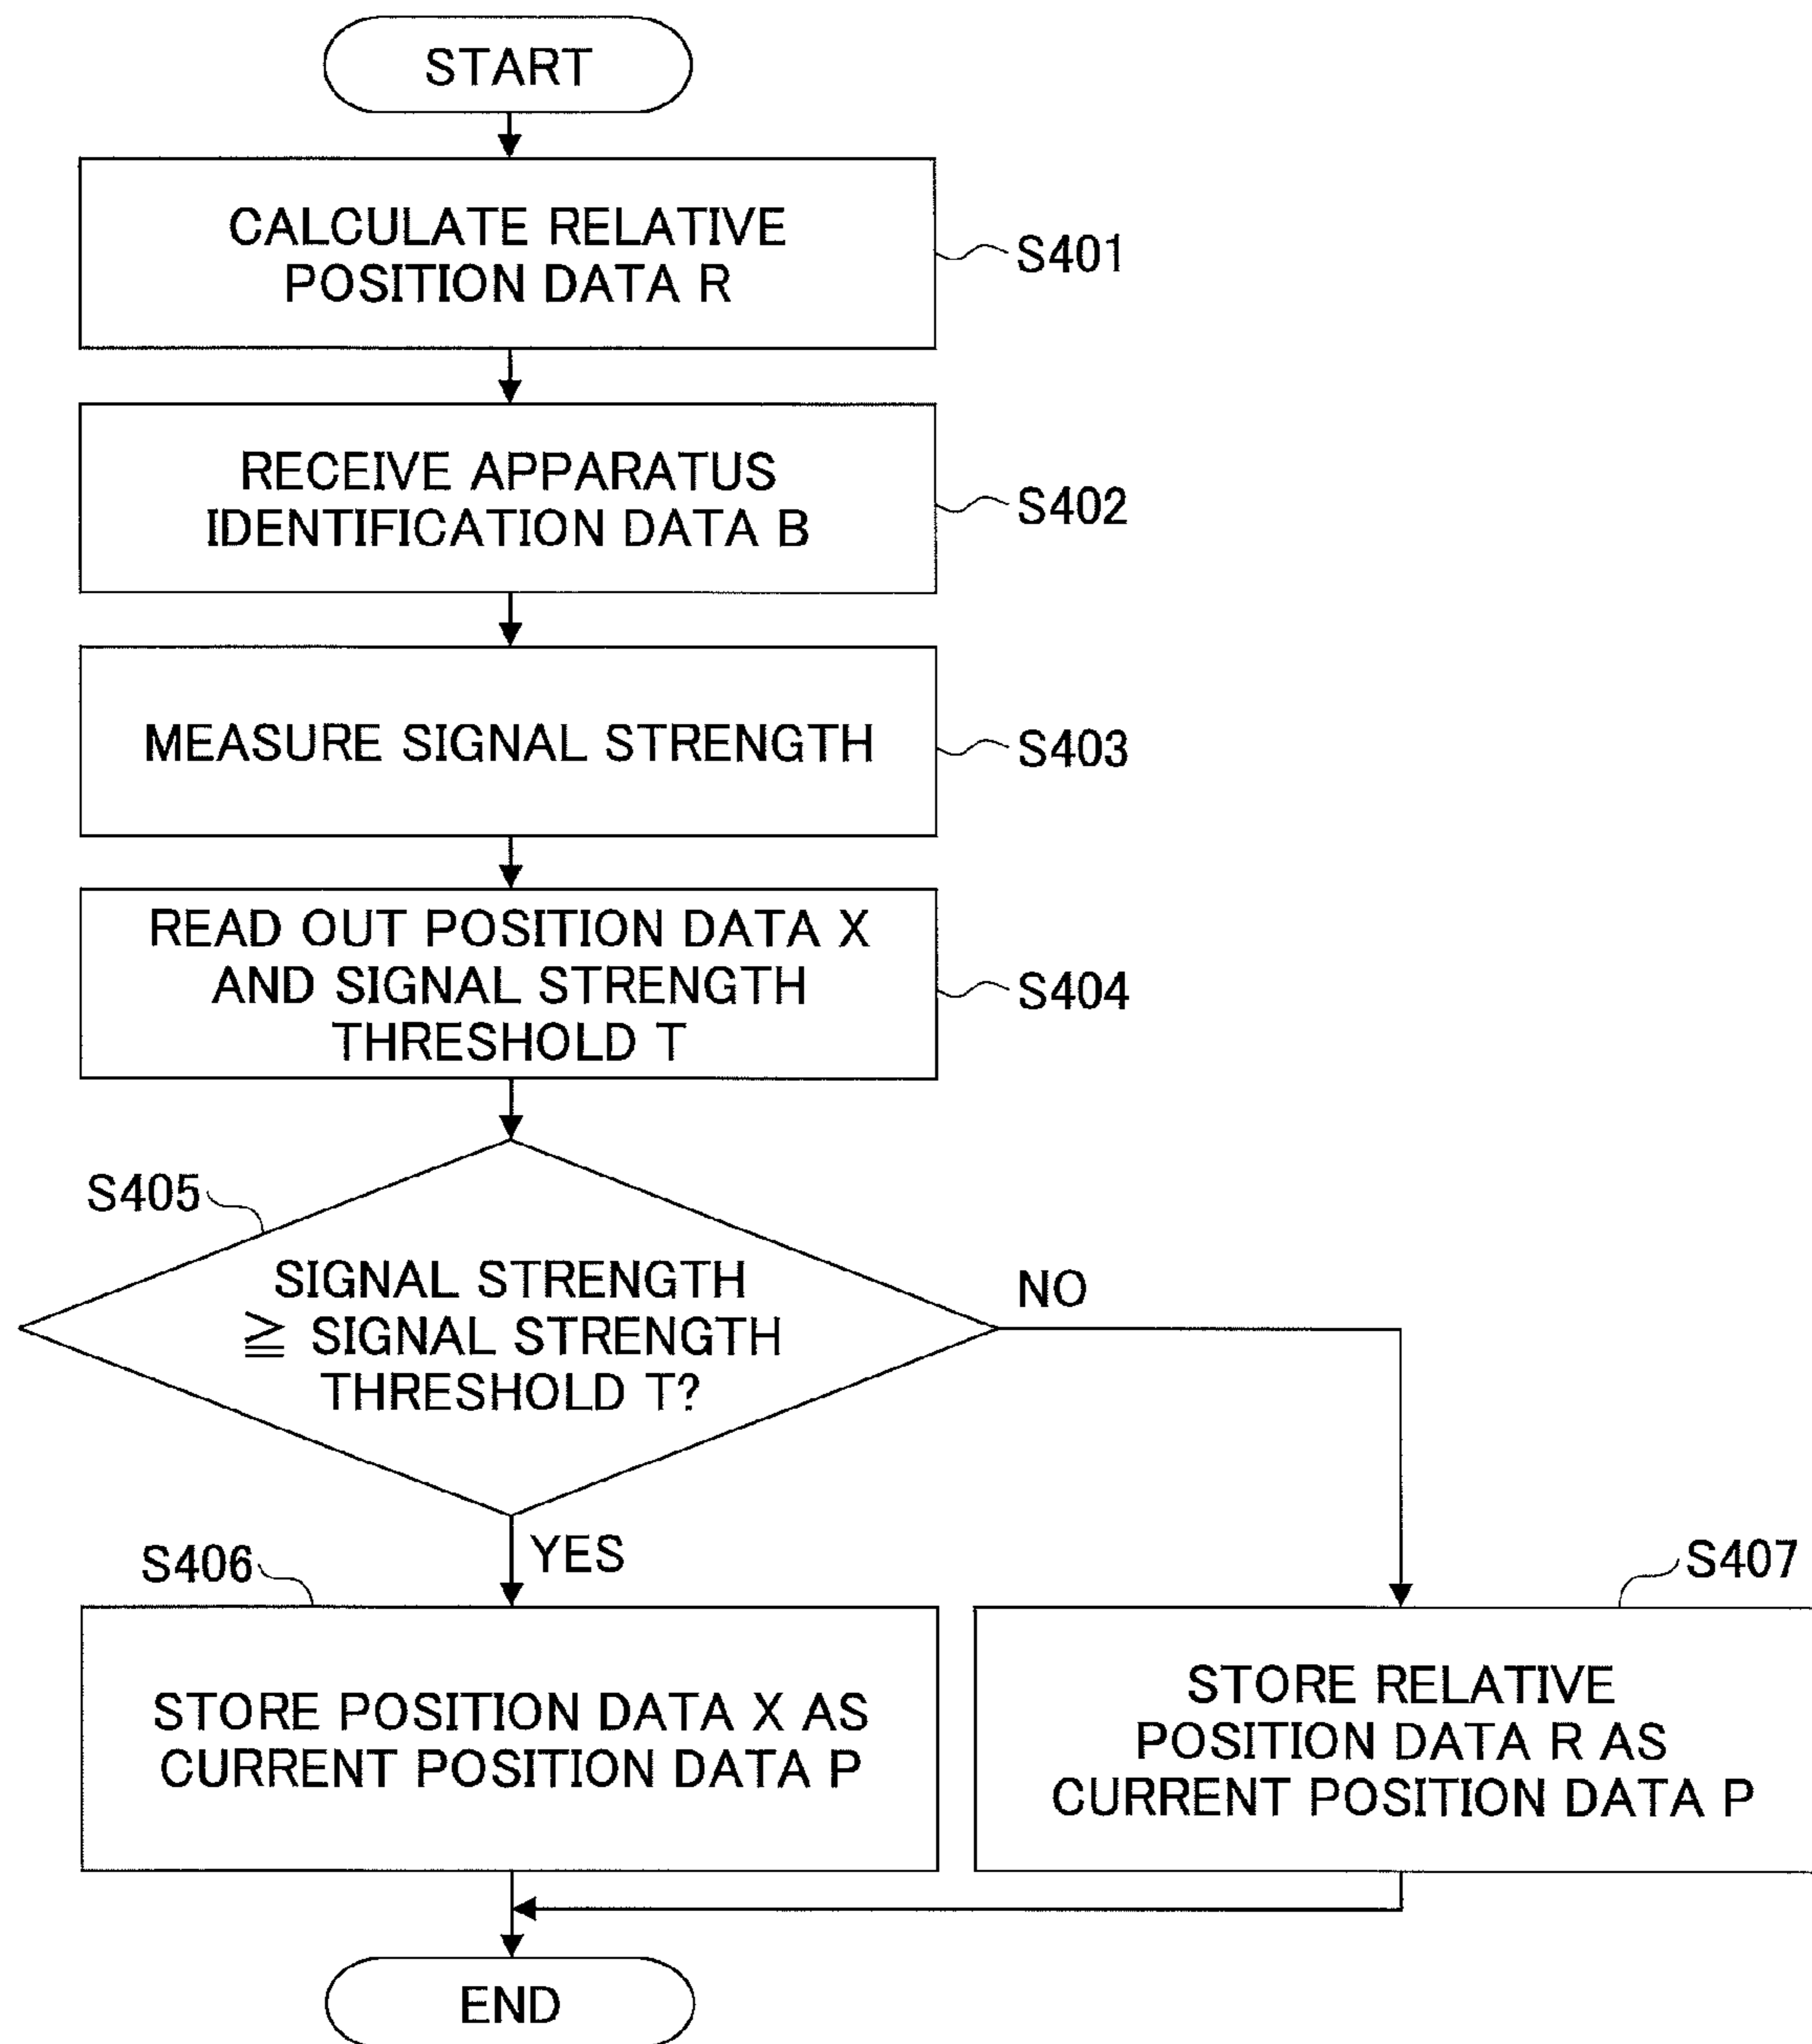 START
CALCULATE RELATIVE
POSITION DATA R
S401
RECEIVE APPARATUS
IDENTIFICATION DATA B
S402
MEASURE SIGNAL STRENGTH
S403
READ OUT POSITION DATA X
AND SIGNAL STRENGTH
THRESHOLD T
S404
S405
SIGNAL STRENGTH
≧ SIGNAL STRENGTH
THRESHOLD T?
NO
YES
S406
STORE POSITION DATA X AS
CURRENT POSITION DATA P
S407
STORE RELATIVE
POSITION DATA R AS
CURRENT POSITION DATA P
END